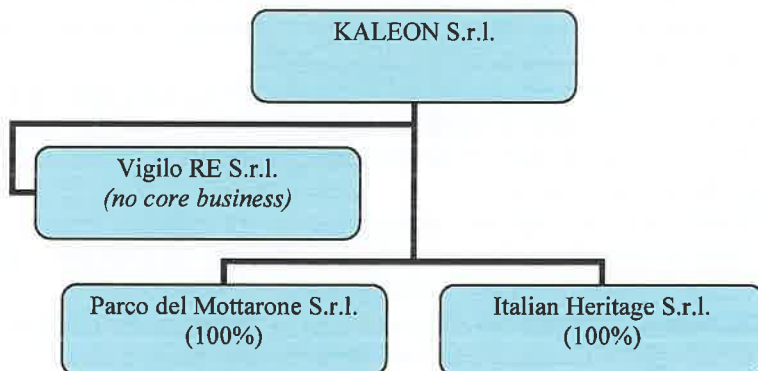 KALEON S.r.l.
Vigilo RE S.r.l.
(no core business)
Parco del Mottarone S.r.l.
(100%)
Italian Heritage S.r.l.
(100%)